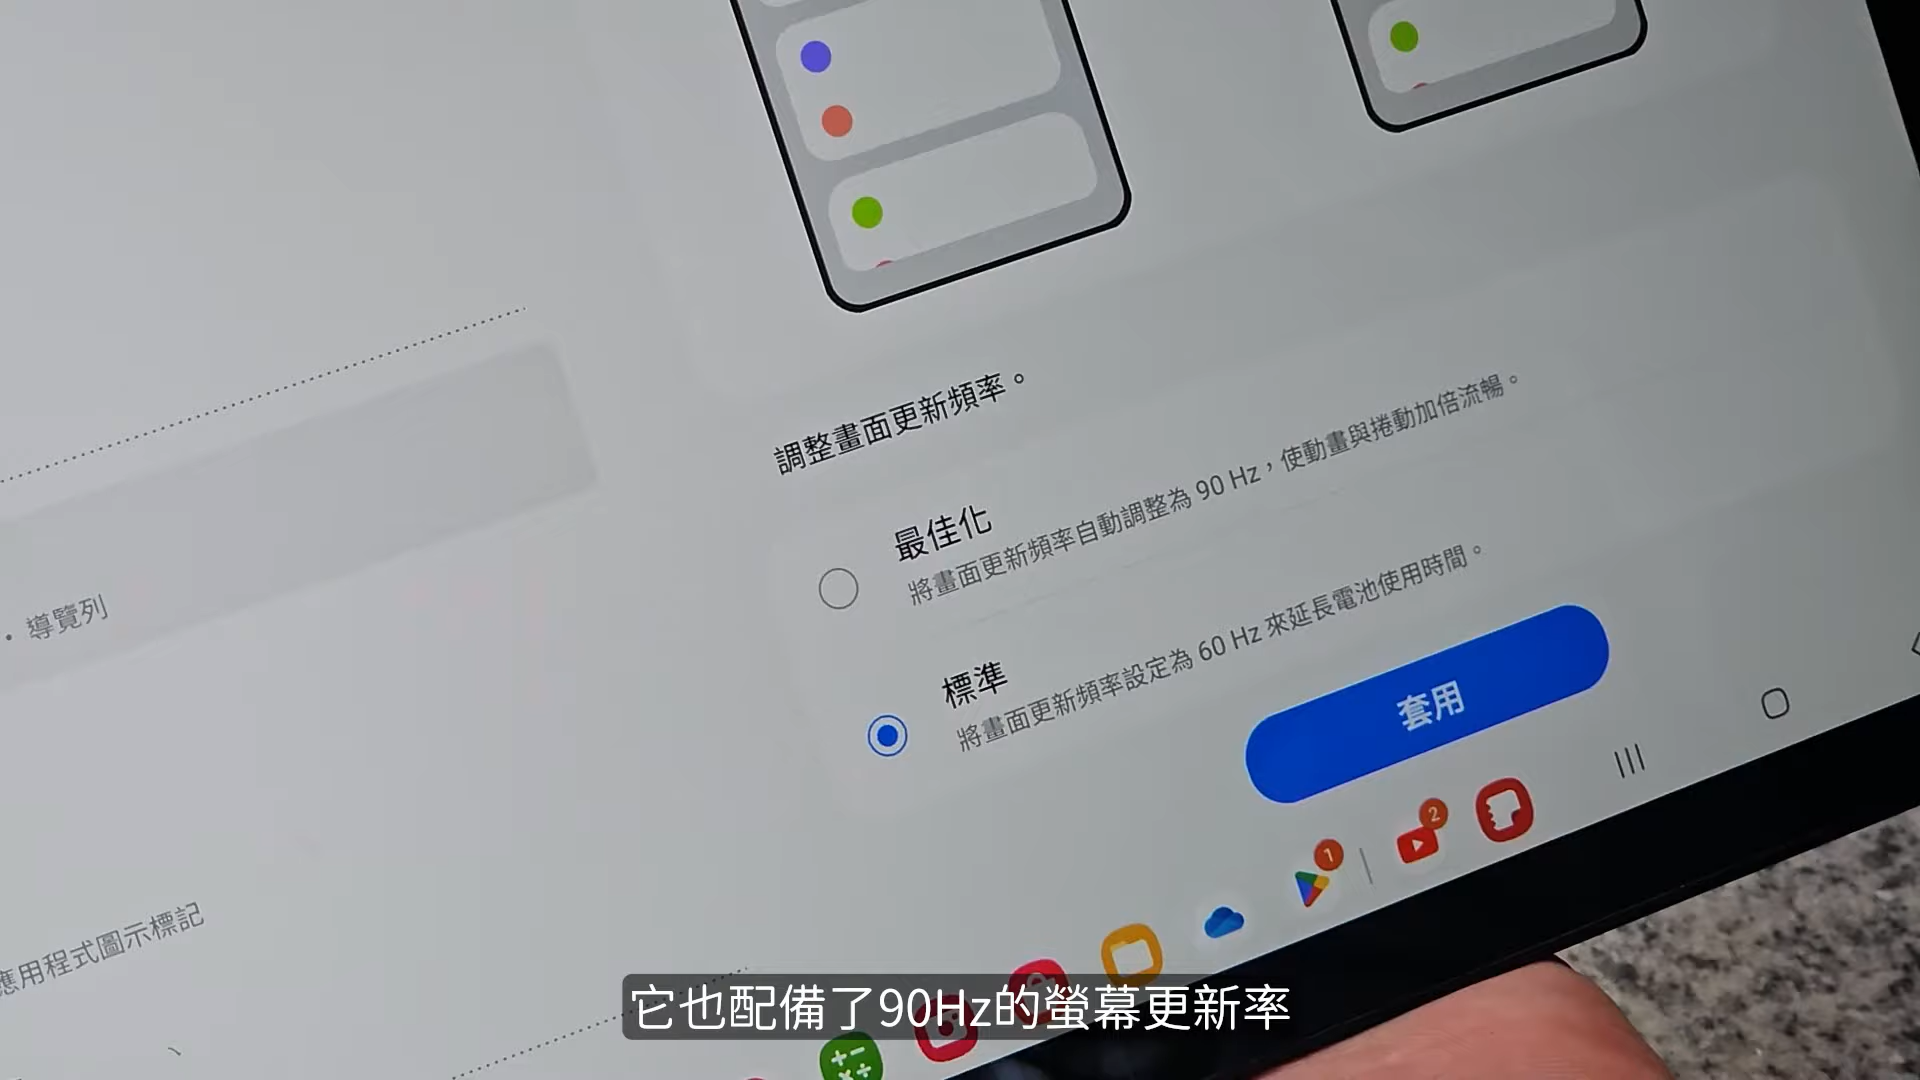 調整畫面更新頻率。
最佳化
將畫面更新頻率自動調整為 90 Hz，使動畫與捲動加倍流暢。
標準
將畫面更新頻率設定為 60 Hz 來延長電池使用時間。
套用
• 導覽列
應用程式圖示標記
1
2
它也配備了90Hz的螢幕更新率